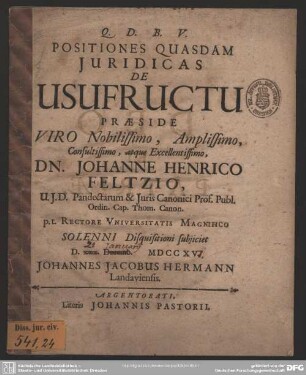 Q. D. B. V.
POSITIONES QUASDAM
JURIDICAS
DE
USUFRUCTU
PRÆSIDE
VIRO Nobilissimo, Amplissimo,
Consultissimo, atque Excellentissimo,
DN. JOHANNE HENRICO
FELTZIO,
U.J.D. Pandectarum & Juris Canonici Prof. Publ.
Ordin. Cap. Thom. Canon.
p.t. RECTORE UNIVERSITATIS MAGNIFICO
SOLENNI Disquisitioni subjiciet
D. MDCCXVI.
JOHANNES JACOBUS HERMANN
Landaviensis.
ARGENTORATI,
Literis JOHANNIS PASTORII.
Diss. jur. civ.
541,24
DFG